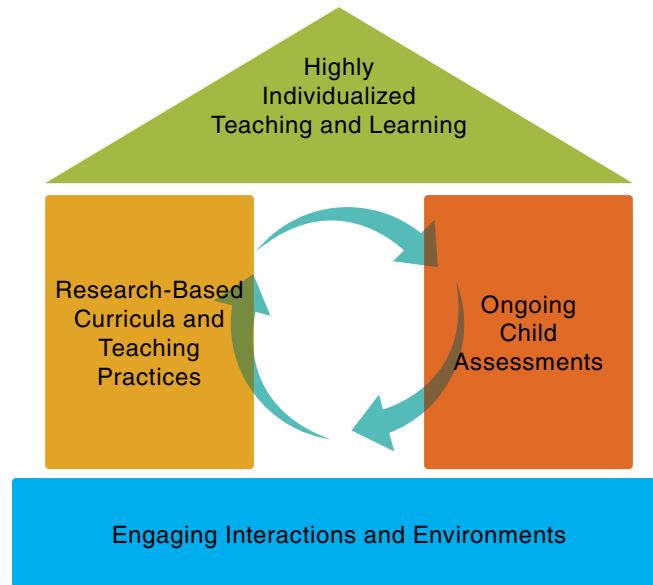 Highly
Individualized
Teaching and Learning
Research-Based
Curricula and
Teaching
Practices
Ongoing
Child
Assessments
Engaging Interactions and Environments